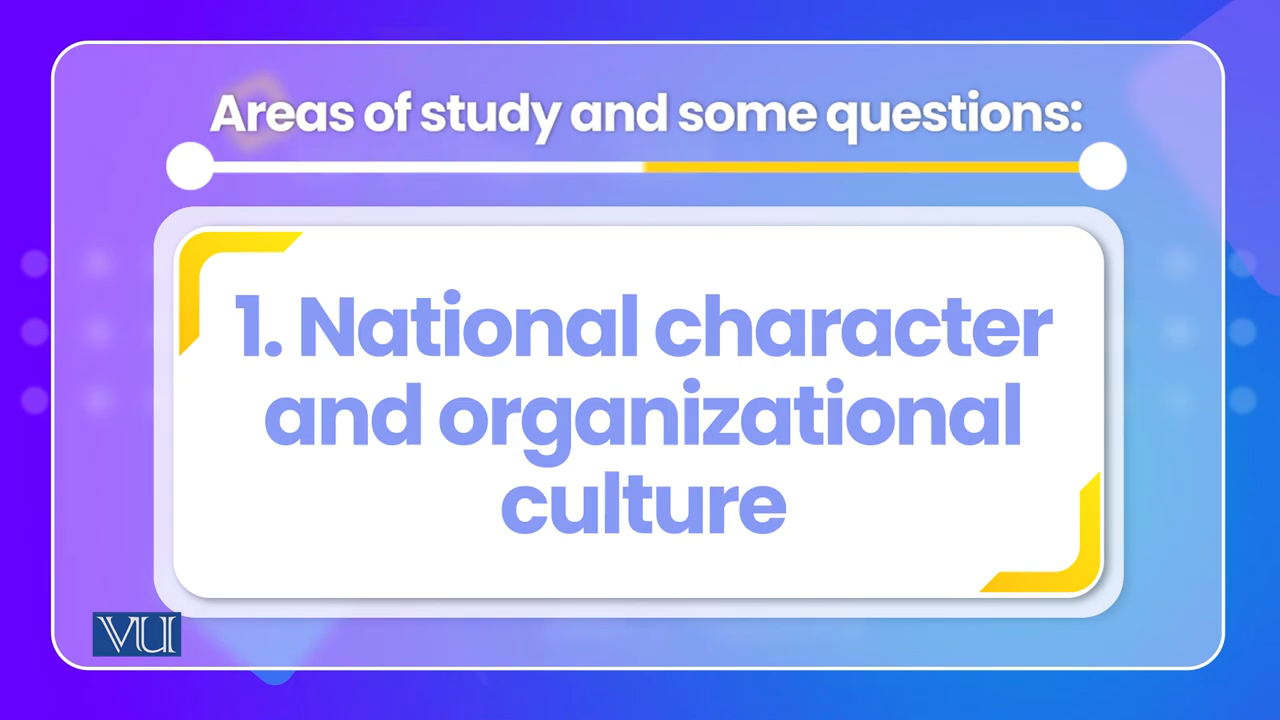 Areas of study and some questions:
1. National character
and organizational
culture
VU